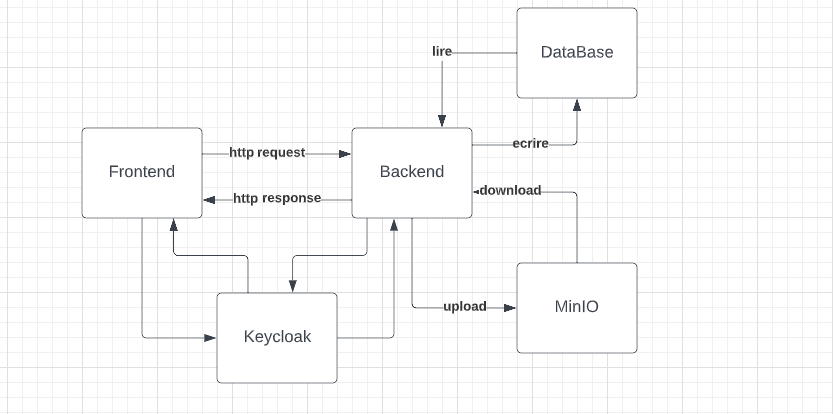 DataBase
lire
ecrire
Frontend
http request
http response
Backend
download
upload
MinIO
Keycloak